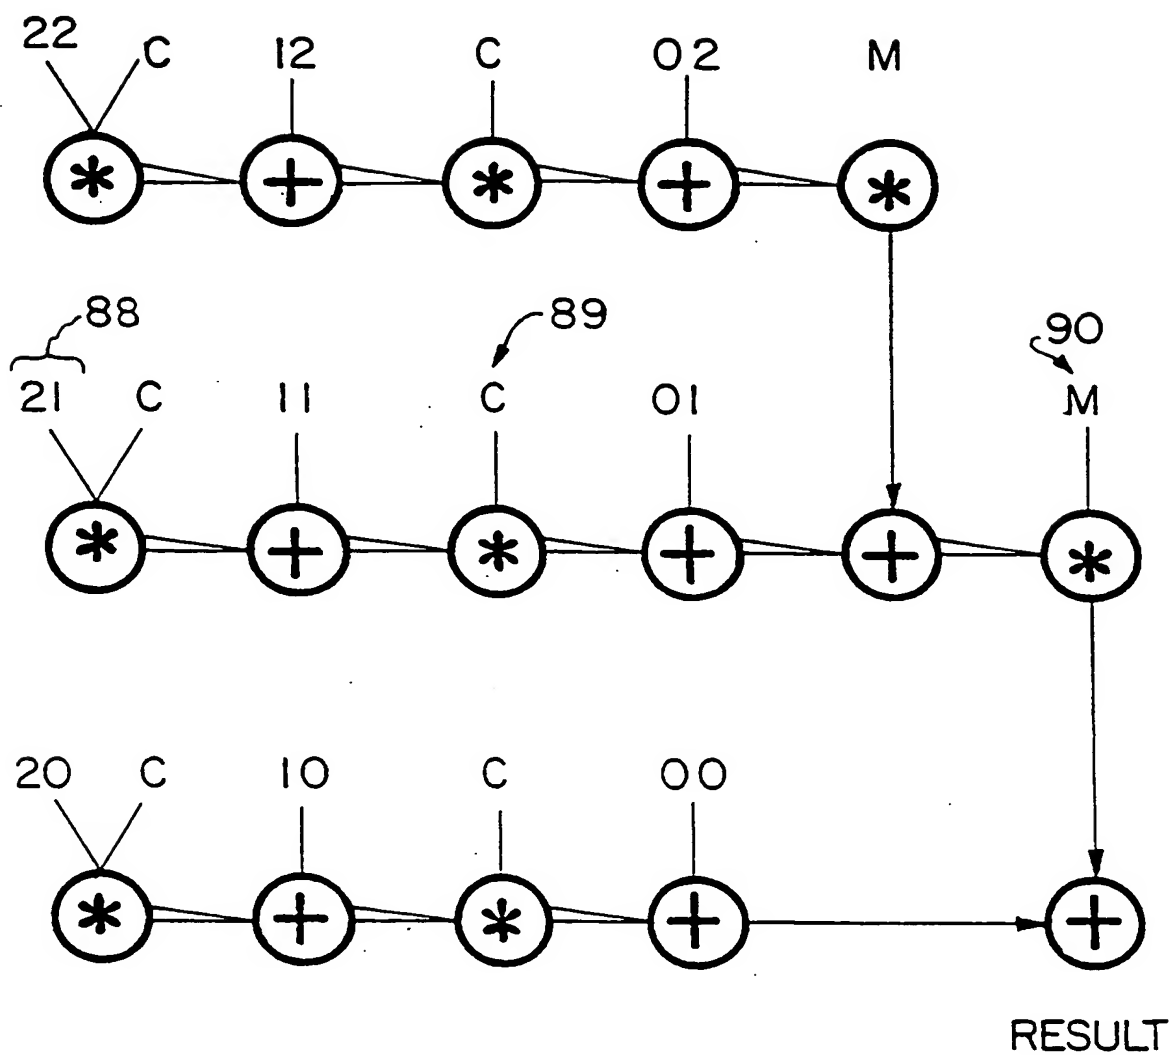 22 C 12 C 02 M
* + * + *
88 89 90
21 C 11 C 01 M
* + * + + *
20 C 10 C 00
* + * + +
RESULT